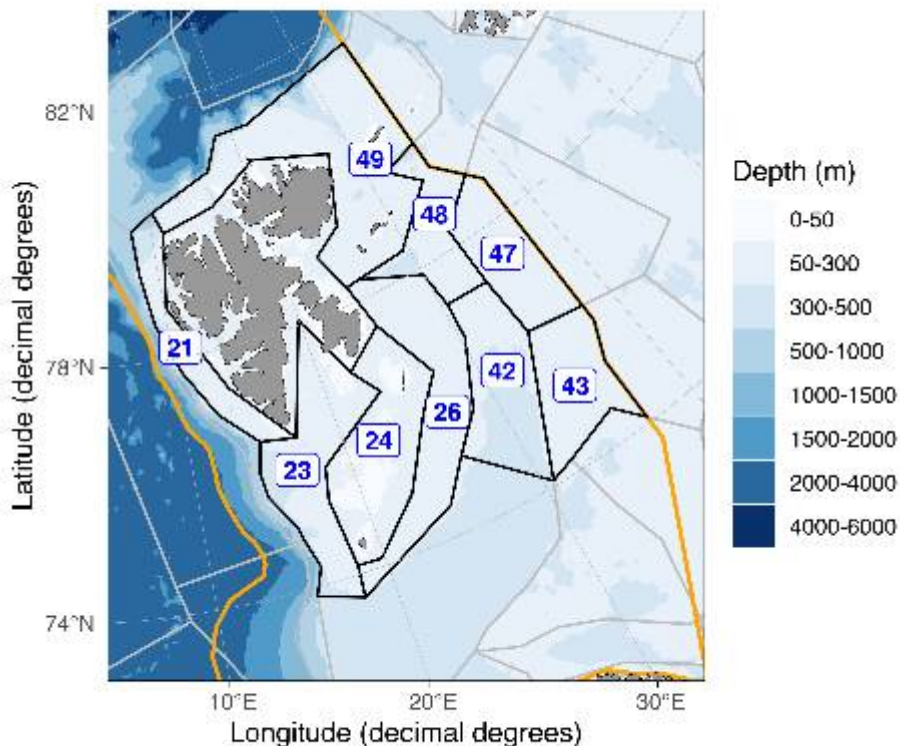 82°N
78°N
74°N
Latitude (decimal degrees)
49
48
47
21
42
43
26
24
23
10°E
20°E
30°E
Longitude (decimal degrees)
Depth (m)
0-50
50-300
300-500
500-1000
1000-1500
1500-2000
2000-4000
4000-6000